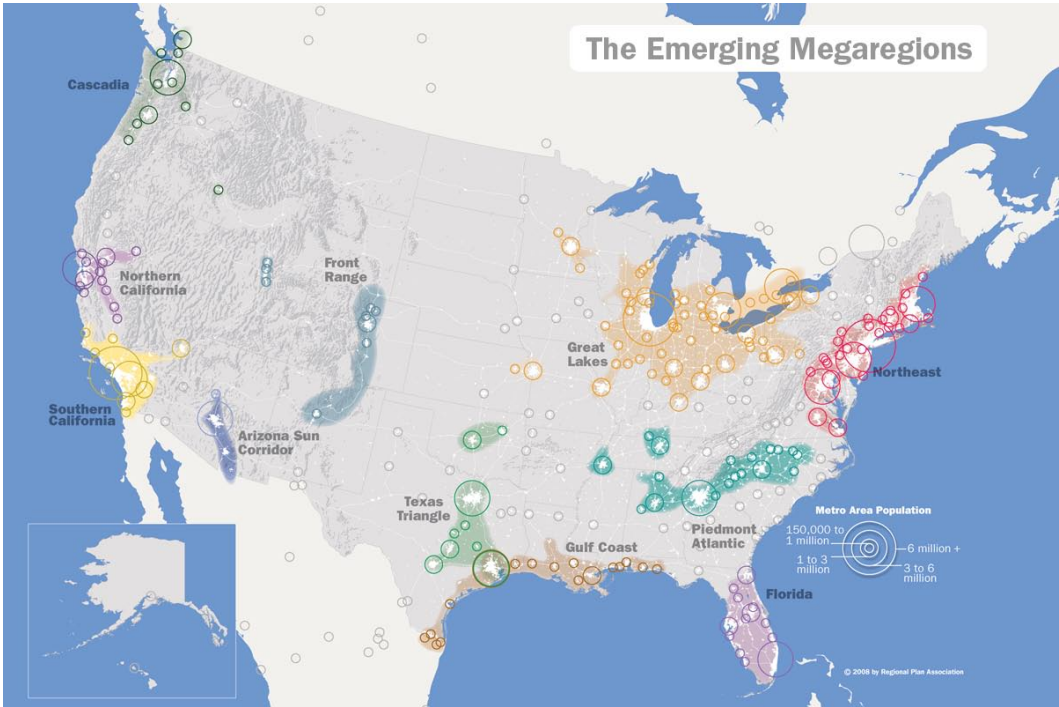 The Emerging Megaregions
Cascadia
Northern
California
Front
Range
Great
Lakes
Northeast
Southern
California
Arizona Sun
Corridor
Texas
Triangle
Gulf Coast
Piedmont
Atlantic
Florida
Metro Area Population
150,000 to
1 million
1 to 3
million
6 million +
3 to 6
million
© 2008 by Regional Plan Association